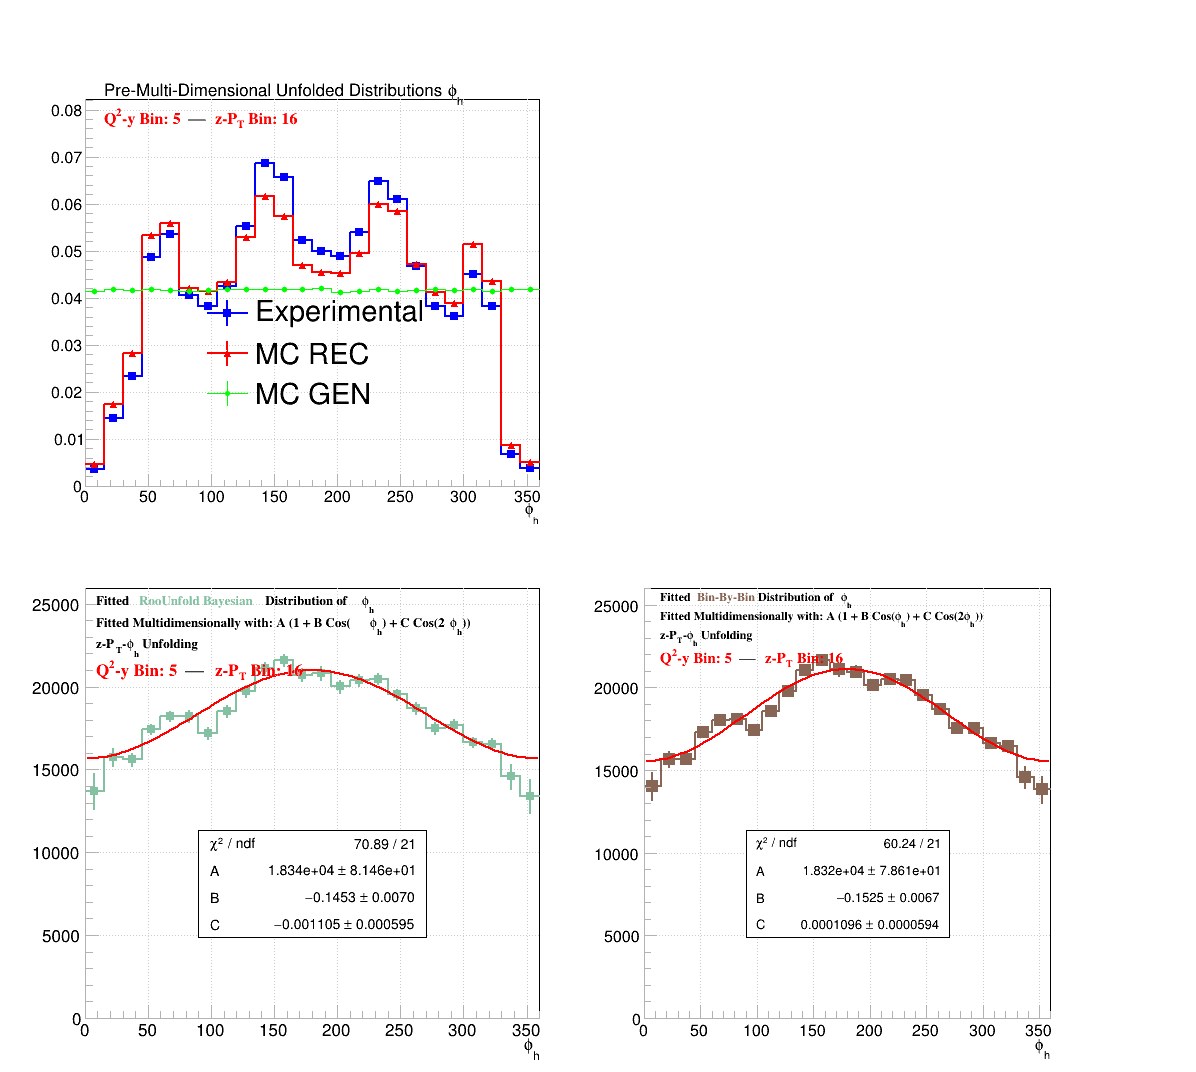 Pre-Multi-Dimensional Unfolded Distributions ϕh
Q²-y Bin: 5 — z-PT Bin: 16
0.08
0.07
0.06
0.05
0.04
0.03
0.02
0.01
0
Experimental
MC REC
MC GEN
0 50 100 150 200 250 300 350
ϕh
Fitted RooUnfold Bayesian Distribution of ϕh
Fitted Multidimensionally with: A (1 + B Cos( ϕh) + C Cos(2 ϕh))
z-PT-ϕh Unfolding
Q²-y Bin: 5 — z-PT Bin: 16
25000
20000
15000
10000
5000
0
χ² / ndf 70.89 / 21
A 1.834e+04 ± 8.146e+01
B −0.1453 ± 0.0070
C −0.001105 ± 0.000595
0 50 100 150 200 250 300 350
ϕh
Fitted Bin-By-Bin Distribution of ϕh
Fitted Multidimensionally with: A (1 + B Cos(ϕh) + C Cos(2ϕh))
z-PT-ϕh Unfolding
Q²-y Bin: 5 — z-PT Bin: 16
25000
20000
15000
10000
5000
0
χ² / ndf 60.24 / 21
A 1.832e+04 ± 7.861e+01
B −0.1525 ± 0.0067
C 0.0001096 ± 0.0000594
0 50 100 150 200 250 300 350
ϕh